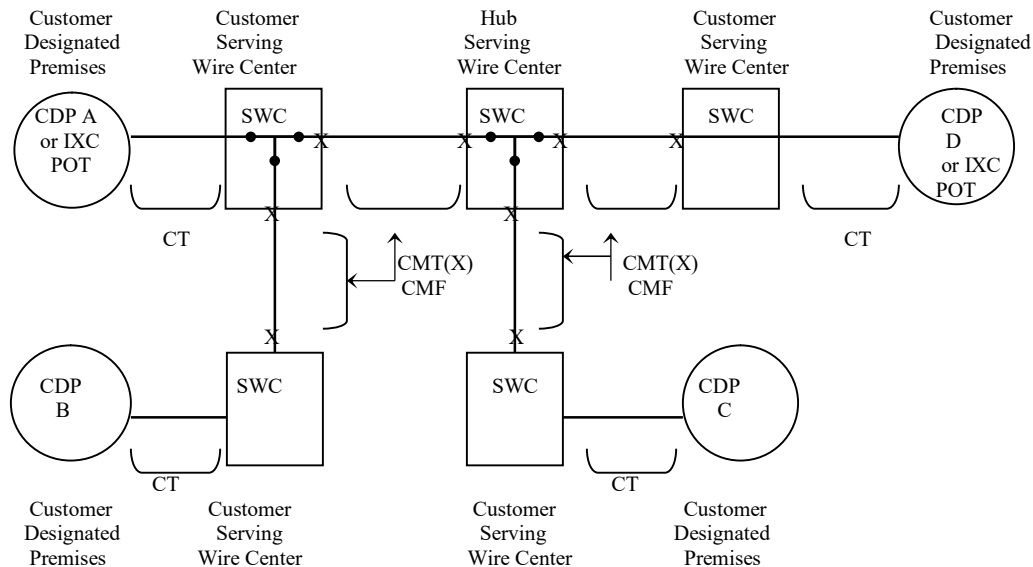 Customer
Designated
Premises
Customer
Serving
Wire Center
Hub
Serving
Wire Center
Customer
Serving
Wire Center
Customer
Designated
Premises
CDP A
or IXC
POT
SWC
X
X
SWC
X
X
SWC
CDP
D
or IXC
POT
X
X
CT
CT
CMT(X)
CMF
CMT(X)
CMF
X
X
CDP
B
SWC
SWC
CDP
C
CT
CT
Customer
Designated
Premises
Customer
Serving
Wire Center
Customer
Serving
Wire Center
Customer
Designated
Premises